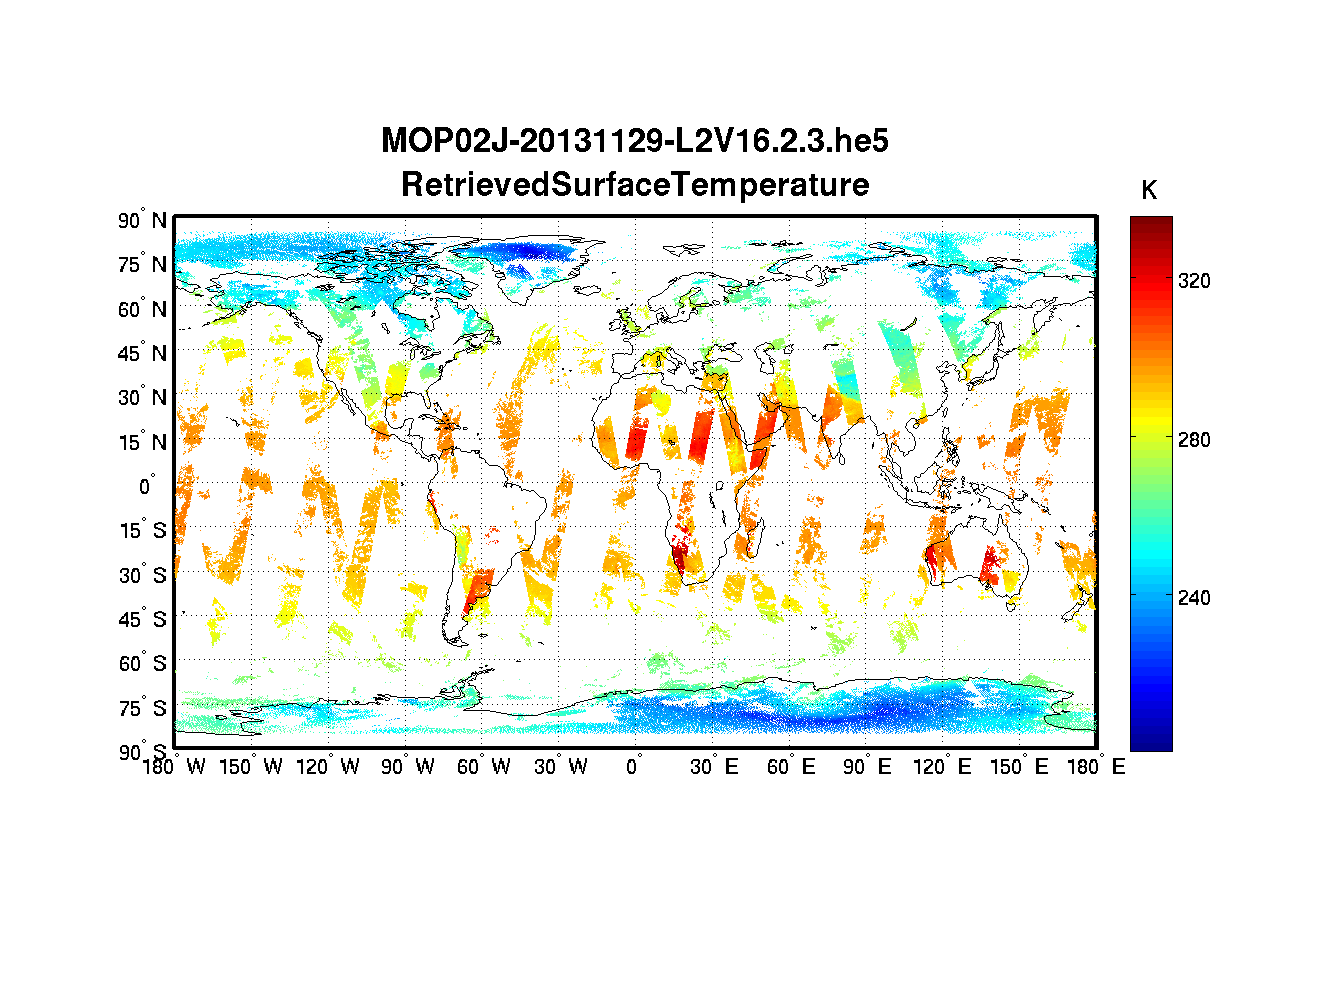 MOP02J-20131129-L2V16.2.3.he5
RetrievedSurfaceTemperature
K
90° N
75° N
60° N
45° N
30° N
15° N
0°
15° S
30° S
45° S
60° S
75° S
90° S
180° W 150° W 120° W 90° W 60° W 30° W 0° 30° E 60° E 90° E 120° E 150° E 180° E
320
280
240